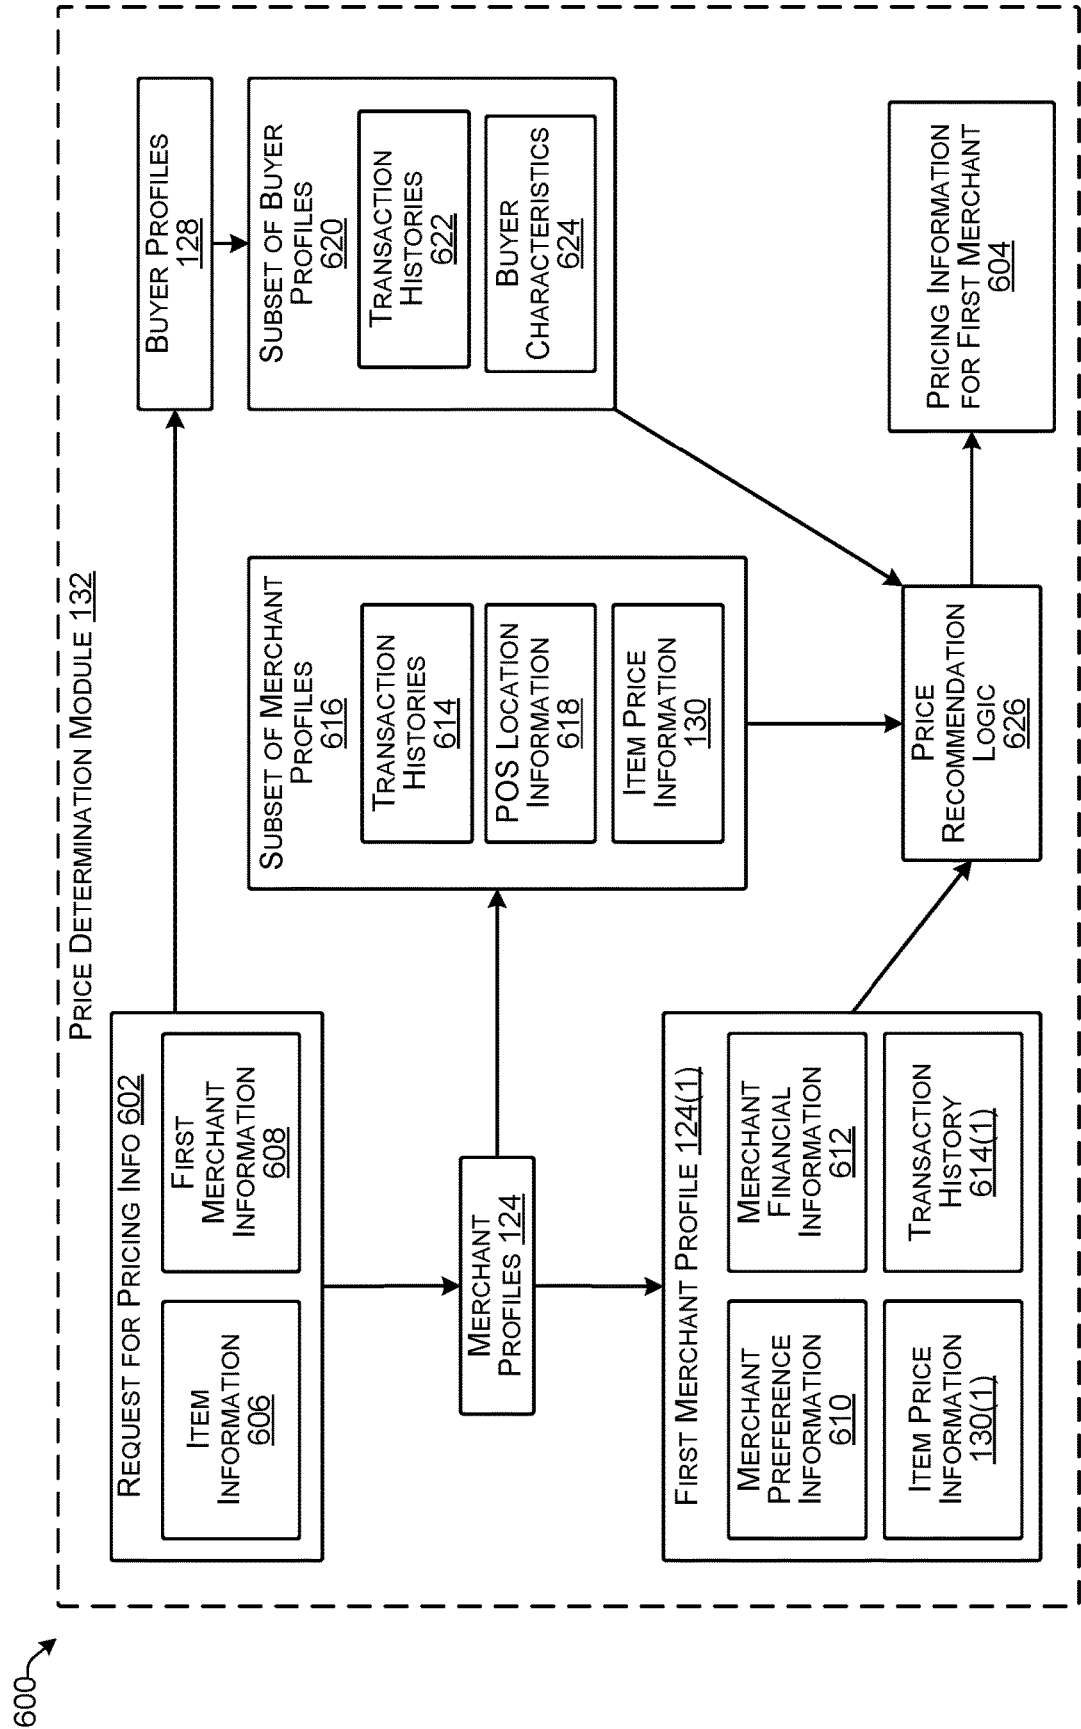 600
PRICE DETERMINATION MODULE 132
REQUEST FOR PRICING INFO 602
ITEM
INFORMATION
606
FIRST
MERCHANT
INFORMATION
608
BUYER PROFILES
128
SUBSET OF BUYER
PROFILES
620
TRANSACTION
HISTORIES
622
BUYER
CHARACTERISTICS
624
SUBSET OF MERCHANT
PROFILES
616
TRANSACTION
HISTORIES
614
POS LOCATION
INFORMATION
618
ITEM PRICE
INFORMATION
130
MERCHANT
PROFILES 124
FIRST MERCHANT PROFILE 124(1)
MERCHANT
PREFERENCE
INFORMATION
610
MERCHANT
FINANCIAL
INFORMATION
612
ITEM PRICE
INFORMATION
130(1)
TRANSACTION
HISTORY
614(1)
PRICE
RECOMMENDATION
LOGIC
626
PRICING INFORMATION
FOR FIRST MERCHANT
604